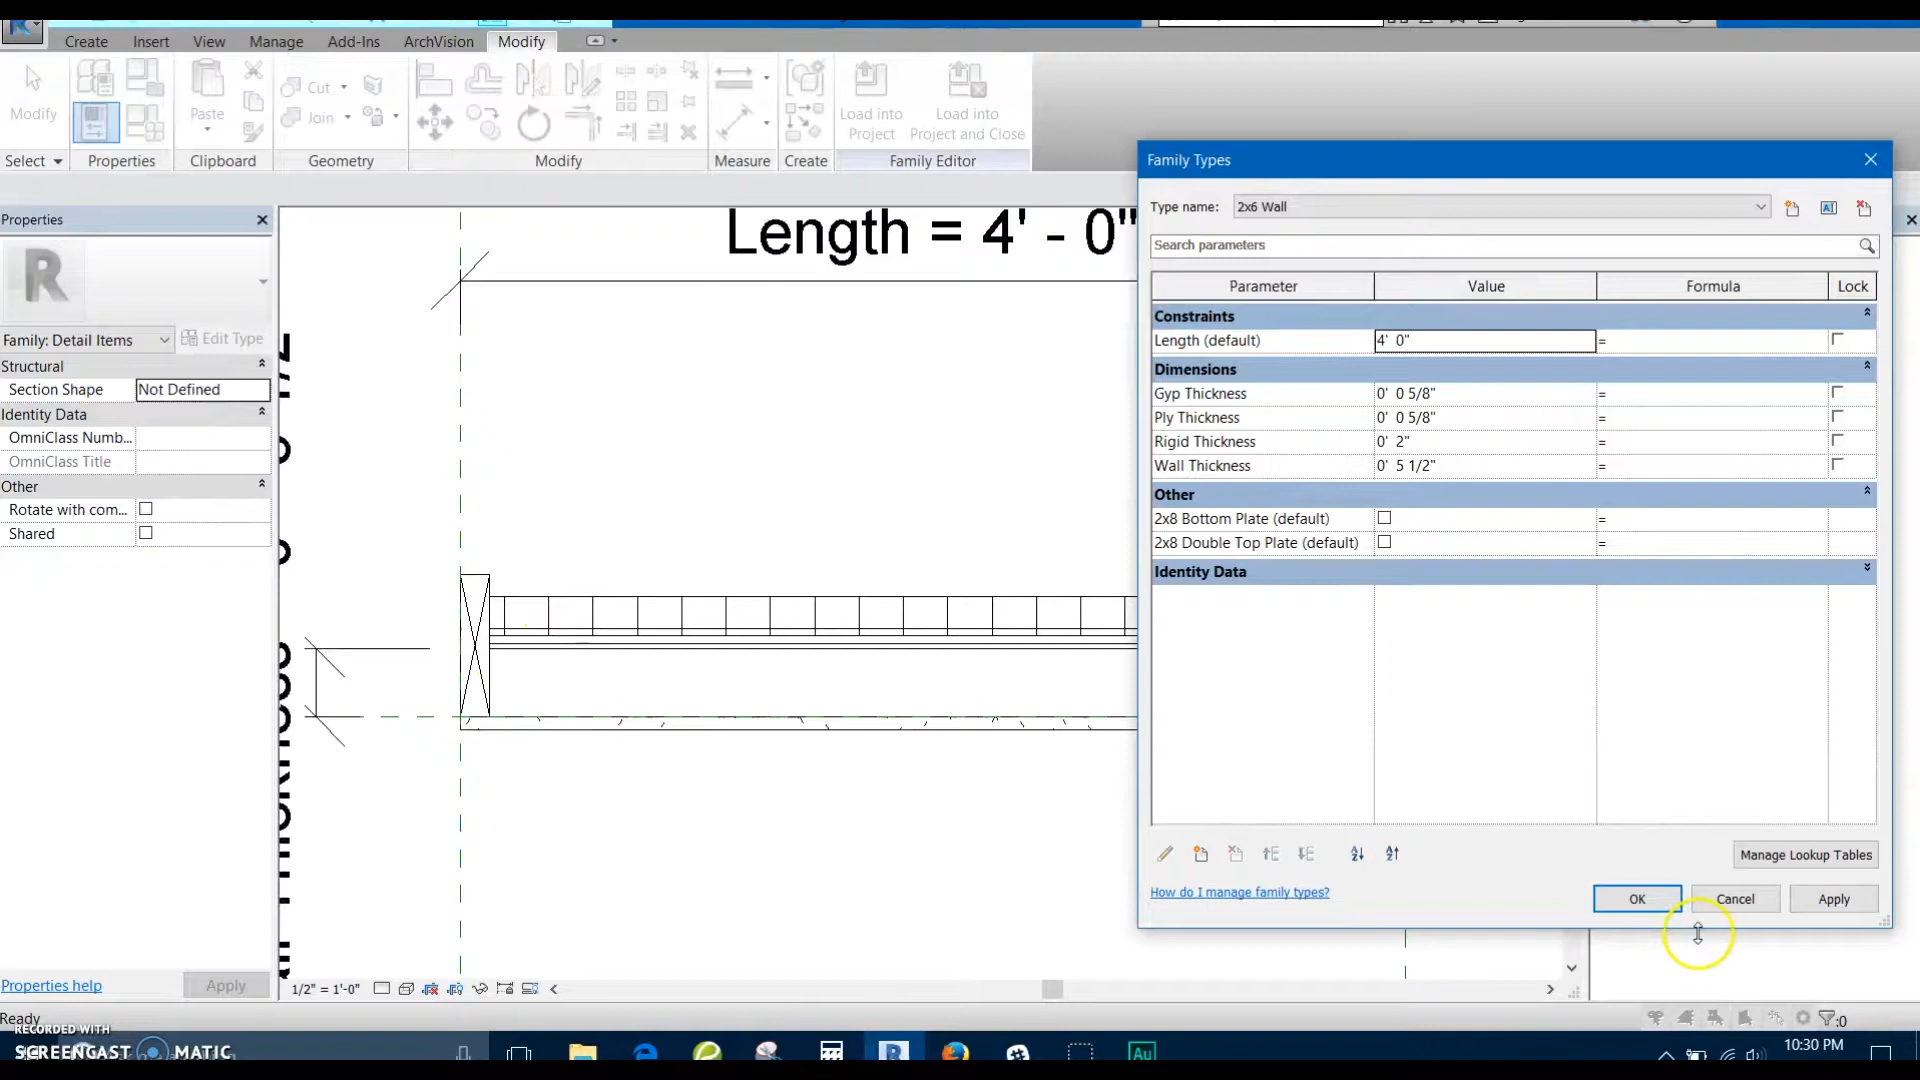 Create Insert View Manage Add-Ins ArchVision Modify
Modify Paste Cut Join Load into Project Load into Project and Close
Select Properties Clipboard Geometry Modify Measure Create Family Editor
Properties
R
Family: Detail Items Edit Type
Structural
Section Shape Not Defined
Identity Data
OmniClass Numb...
OmniClass Title
Other
Rotate with com...
Shared
Properties help Apply
Length = 4' - 0"
1/2" = 1'-0"
Family Types
Type name: 2x6 Wall
Search parameters
Parameter Value Formula Lock
Constraints
Length (default) 4' 0" =
Dimensions
Gyp Thickness 0' 0 5/8" =
Ply Thickness 0' 0 5/8" =
Rigid Thickness 0' 2" =
Wall Thickness 0' 5 1/2" =
Other
2x8 Bottom Plate (default) =
2x8 Double Top Plate (default) =
Identity Data
Manage Lookup Tables
How do I manage family types?
OK Cancel Apply
Ready
:0
RECORDED WITH
SCREENCAST MATIC
Au
10:30 PM